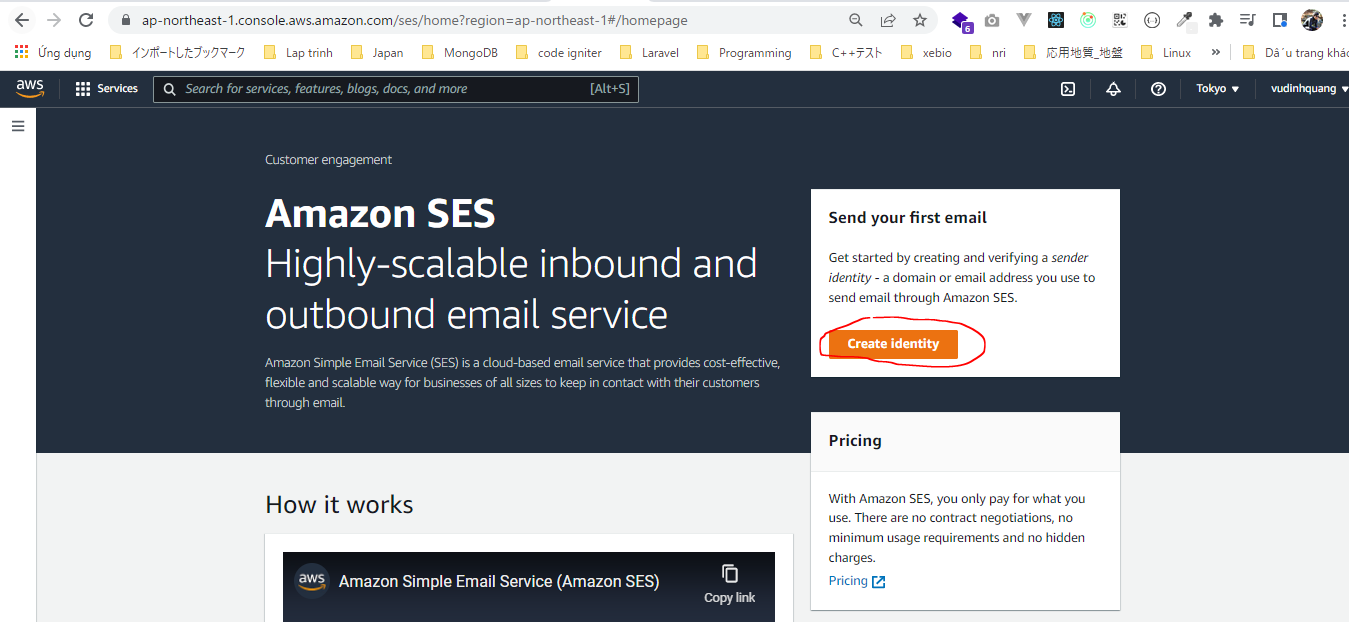 ap-northeast-1.console.aws.amazon.com/ses/home?region=ap-northeast-1#/homepage
6
Ứng dụng インポートしたブックマーク Lap trinh Japan MongoDB code igniter Laravel Programming C++テスト xebio nri 応用地質_地盤 Linux » Dấu trang khác
aws Services Search for services, features, blogs, docs, and more [Alt+S] Tokyo ▼ vudinhquang ▼
Customer engagement
Amazon SES
Highly-scalable inbound and
outbound email service
Amazon Simple Email Service (SES) is a cloud-based email service that provides cost-effective,
flexible and scalable way for businesses of all sizes to keep in contact with their customers
through email.
Send your first email
Get started by creating and verifying a sender
identity - a domain or email address you use to
send email through Amazon SES.
Create identity
Pricing
With Amazon SES, you only pay for what you
use. There are no contract negotiations, no
minimum usage requirements and no hidden
charges.
Pricing
How it works
aws Amazon Simple Email Service (Amazon SES)
Copy link